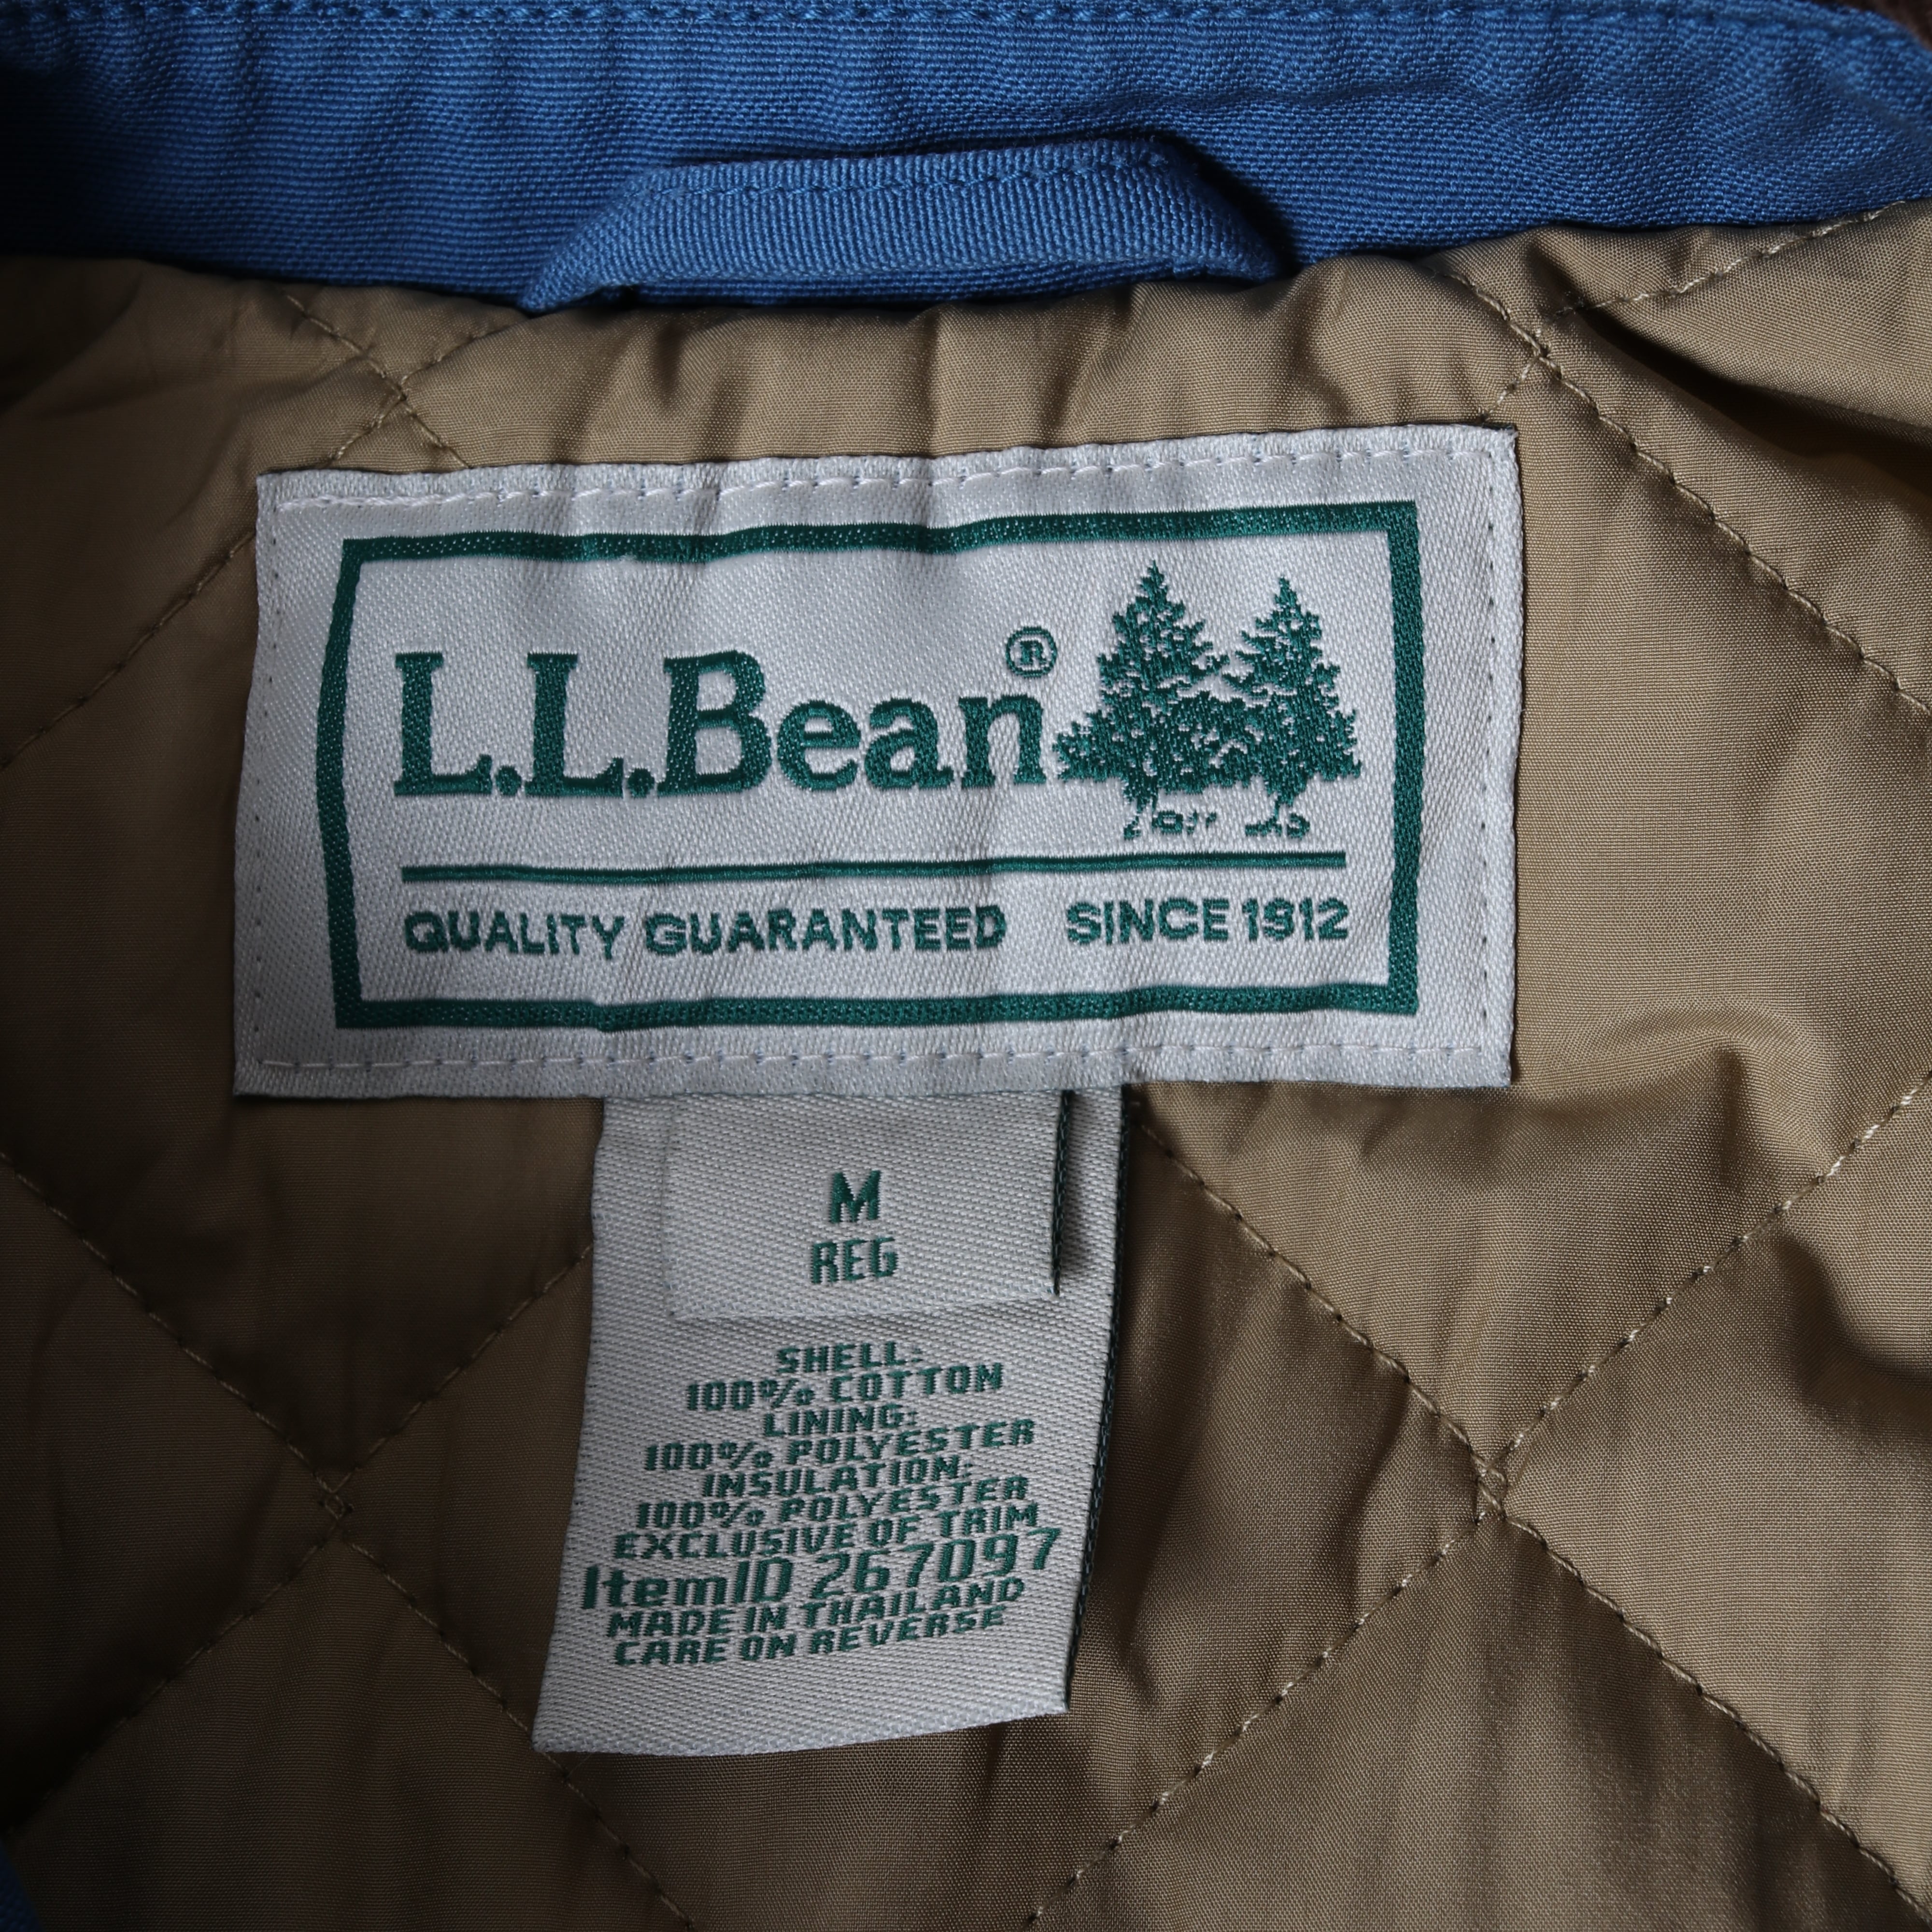 L.L.Bean®
QUALITY GUARANTEED SINCE 1912
M
REG
SHELL:
100% COTTON
LINING:
100% POLYESTER
INSULATION:
100% POLYESTER
EXCLUSIVE OF TRIM
ItemID 267097
MADE IN THAILAND
CARE ON REVERSE